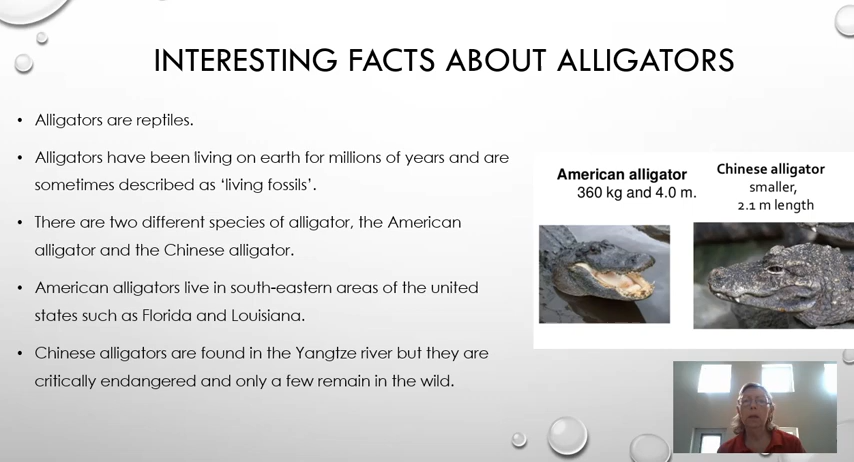 INTERESTING FACTS ABOUT ALLIGATORS
• Alligators are reptiles.
• Alligators have been living on earth for millions of years and are
sometimes described as ‘living fossils’.
• There are two different species of alligator, the American
alligator and the Chinese alligator.
• American alligators live in south-eastern areas of the united
states such as Florida and Louisiana.
• Chinese alligators are found in the Yangtze river but they are
critically endangered and only a few remain in the wild.
American alligator
360 kg and 4.0 m.
Chinese alligator
smaller,
2.1 m length